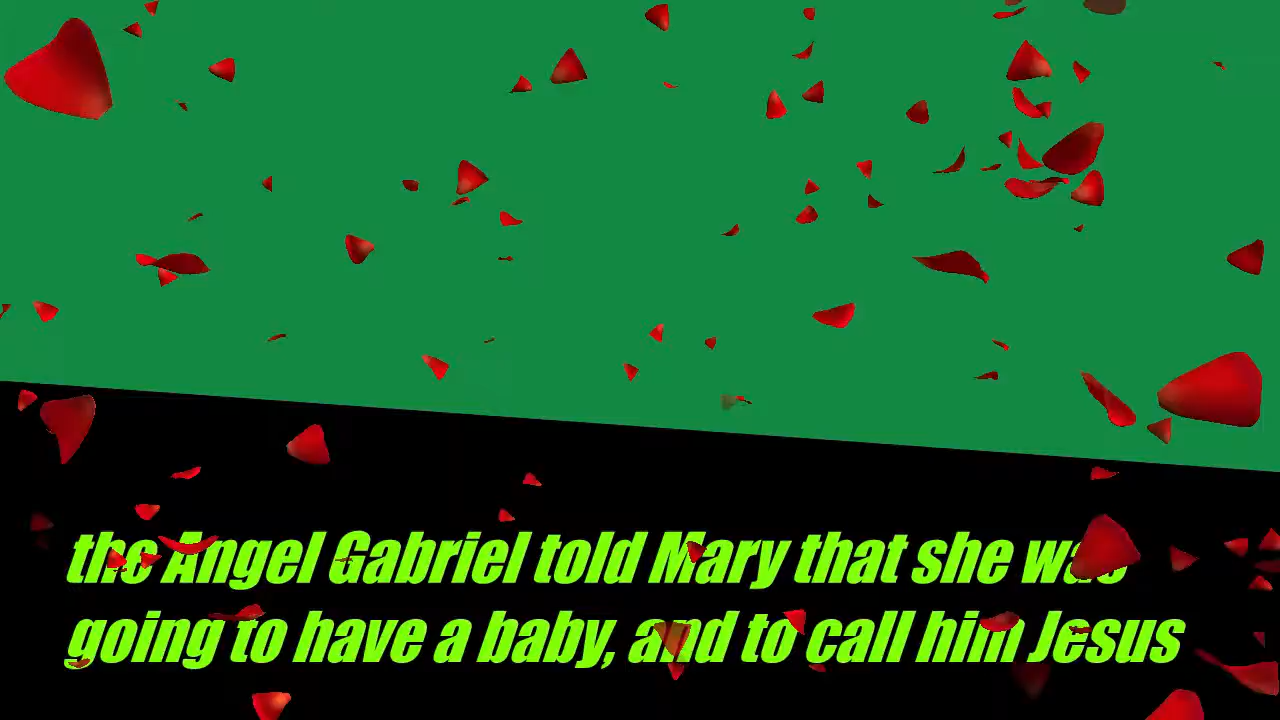 the Angel Gabriel told Mary that she was
going to have a baby, and to call him Jesus